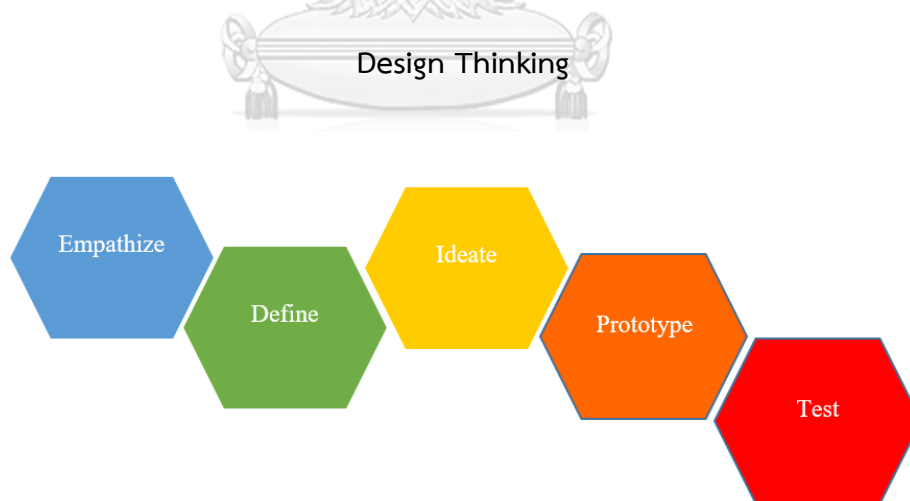 Design Thinking
Empathize
Define
Ideate
Prototype
Test